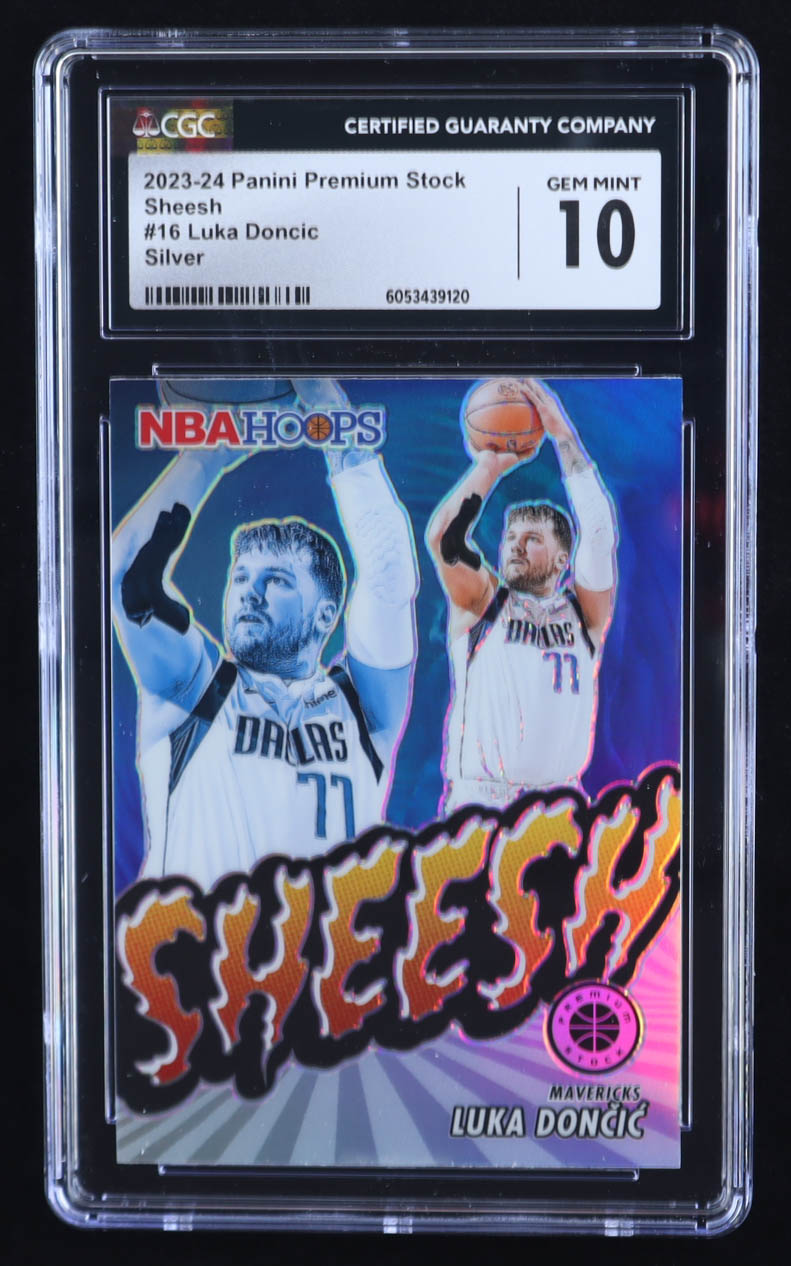 CGC
CERTIFIED GUARANTY COMPANY
2023-24 Panini Premium Stock
Sheesh
#16 Luka Doncic
Silver
GEM MINT
10
6053439120
NBA HOOPS
DALLAS
77
hime
DALLAS
77
SHEESH
PREMIUM
STOCK
MAVERICKS
LUKA DONČIĆ